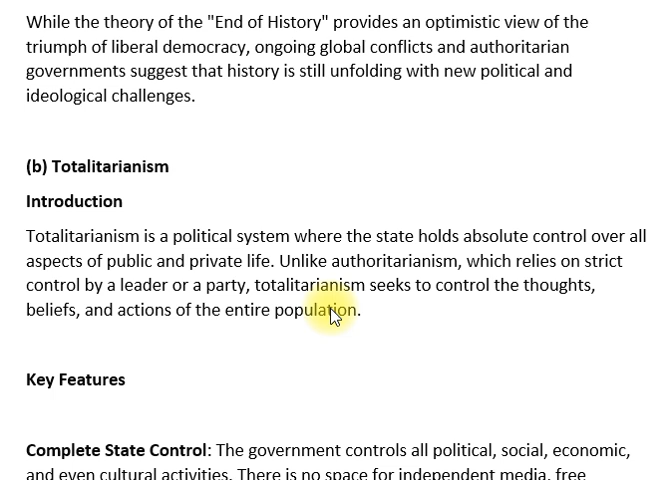 While the theory of the "End of History" provides an optimistic view of the
triumph of liberal democracy, ongoing global conflicts and authoritarian
governments suggest that history is still unfolding with new political and
ideological challenges.
(b) Totalitarianism
Introduction
Totalitarianism is a political system where the state holds absolute control over all
aspects of public and private life. Unlike authoritarianism, which relies on strict
control by a leader or a party, totalitarianism seeks to control the thoughts,
beliefs, and actions of the entire population.
Key Features
Complete State Control: The government controls all political, social, economic,
and even cultural activities. There is no space for independent media, free